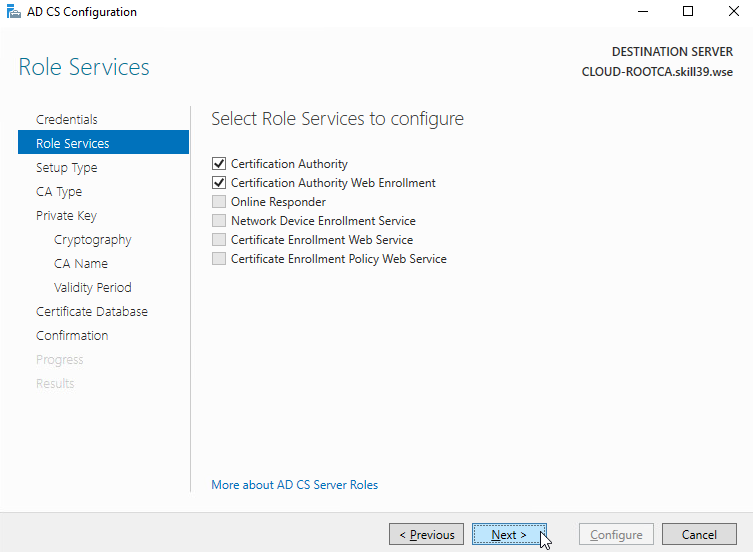 AD CS Configuration
Role Services
DESTINATION SERVER
CLOUD-ROOTCA.skill39.wse
Credentials
Role Services
Setup Type
CA Type
Private Key
Cryptography
CA Name
Validity Period
Certificate Database
Confirmation
Progress
Results
Select Role Services to configure
Certification Authority
Certification Authority Web Enrollment
Online Responder
Network Device Enrollment Service
Certificate Enrollment Web Service
Certificate Enrollment Policy Web Service
More about AD CS Server Roles
< Previous
Next >
Configure
Cancel